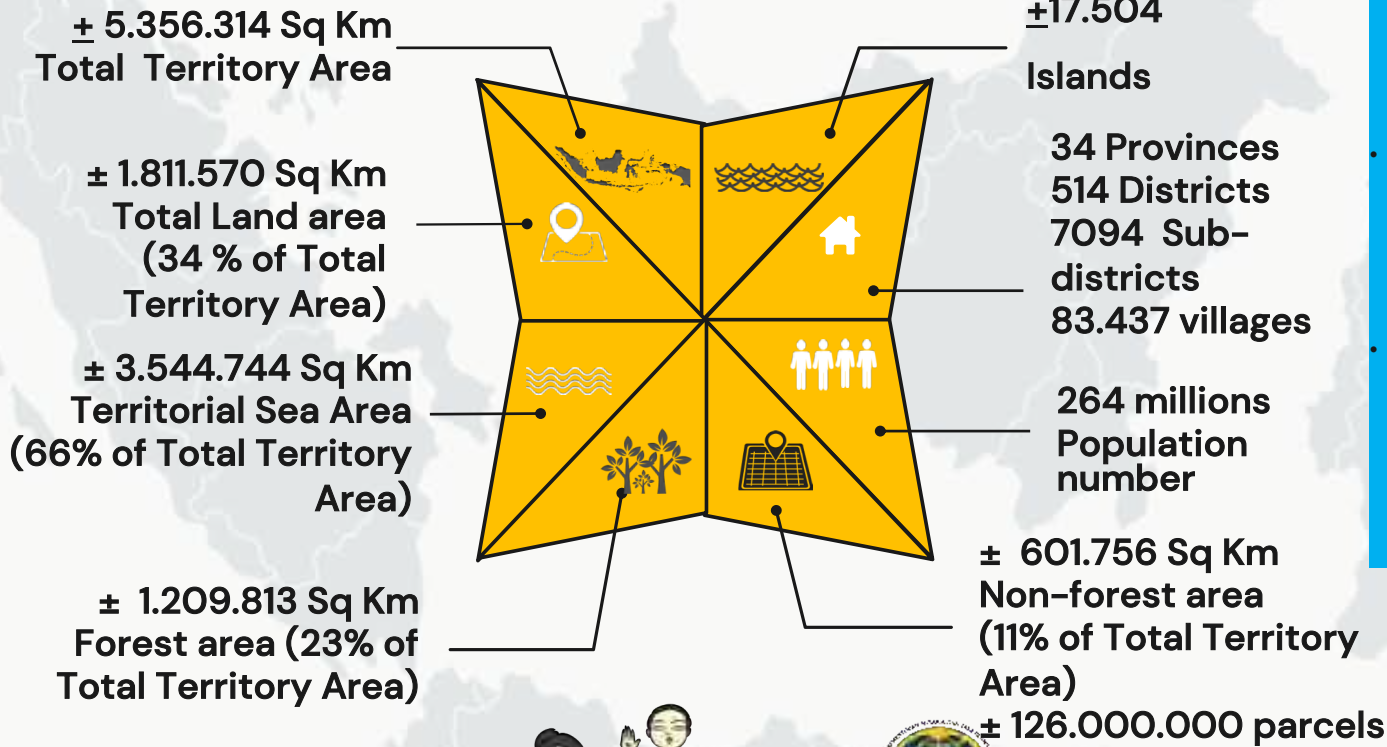 ± 5.356.314 Sq Km
Total Territory Area
± 1.811.570 Sq Km
Total Land area
(34 % of Total
Territory Area)
± 3.544.744 Sq Km
Territorial Sea Area
(66% of Total Territory
Area)
± 1.209.813 Sq Km
Forest area (23% of
Total Territory Area)
±17.504
Islands
34 Provinces
514 Districts
7094 Sub-
districts
83.437 villages
264 millions
Population
number
± 601.756 Sq Km
Non-forest area
(11% of Total Territory
Area)
± 126.000.000 parcels